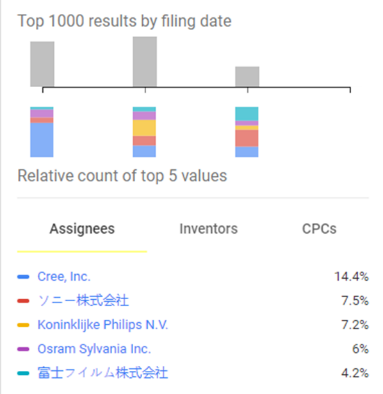 Top 1000 results by filing date
Relative count of top 5 values
Assignees Inventors CPCs
Cree, Inc. 14.4%
ソニー株式会社 7.5%
Koninklijke Philips N.V. 7.2%
Osram Sylvania Inc. 6%
富士フイルム株式会社 4.2%